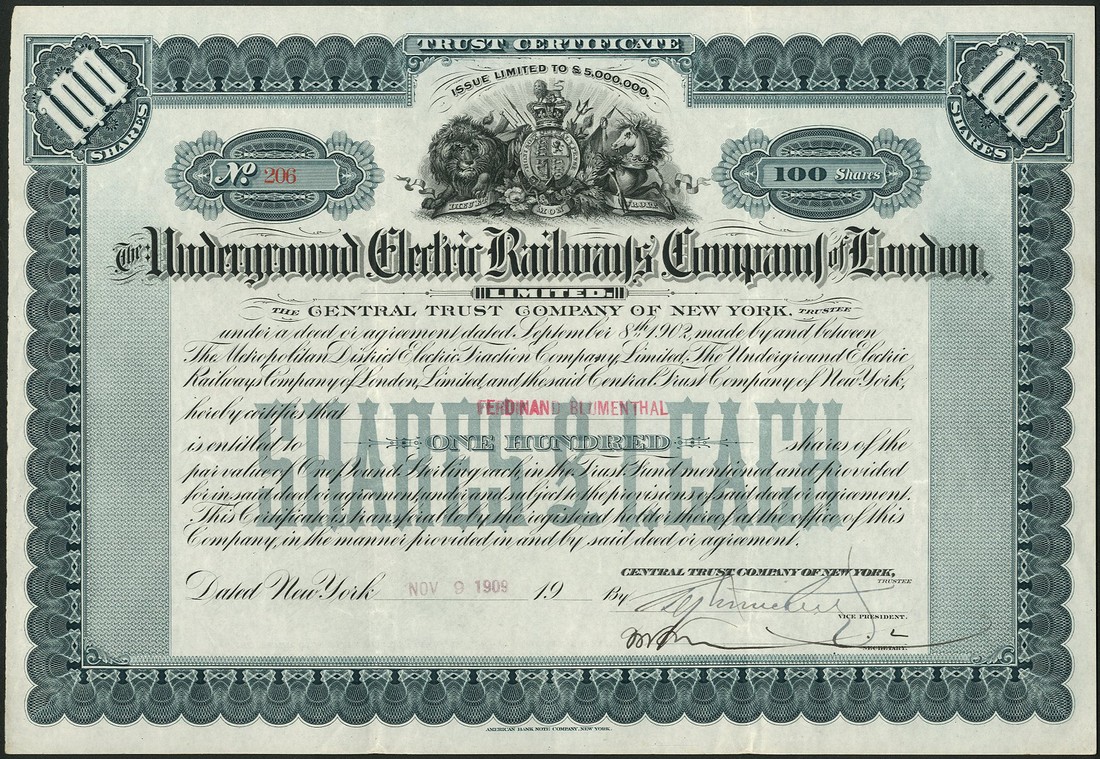 TRUST CERTIFICATE
ISSUE LIMITED TO $5,000,000.
100 SHARES
100 SHARES
No. 206
100 Shares
DIEU ET MON DROIT
The Underground Electric Railways Company of London,
LIMITED.
THE CENTRAL TRUST COMPANY OF NEW YORK, TRUSTEE
under a deed or agreement dated September 8th 1902, made by and between
The Metropolitan District Electric Traction Company, Limited, The Underground Electric
Railways Company of London, Limited, and the said Central Trust Company of New York,
hereby certifies that FERDINAND BLUMENTHAL
is entitled to ONE HUNDRED shares of the
par value of One Pound Sterling each, in the Trust Fund mentioned and provided
for in said deed or agreement, under and subject to the provisions of said deed or agreement.
This Certificate is transferable by the registered holder thereof at the office of this
Company, in the manner provided in and by said deed or agreement.
SHARES £1 EACH
Dated New York NOV 9 1909 19
CENTRAL TRUST COMPANY OF NEW YORK,
TRUSTEE
By
VICE PRESIDENT.
SECRETARY.
AMERICAN BANK NOTE COMPANY, NEW YORK.